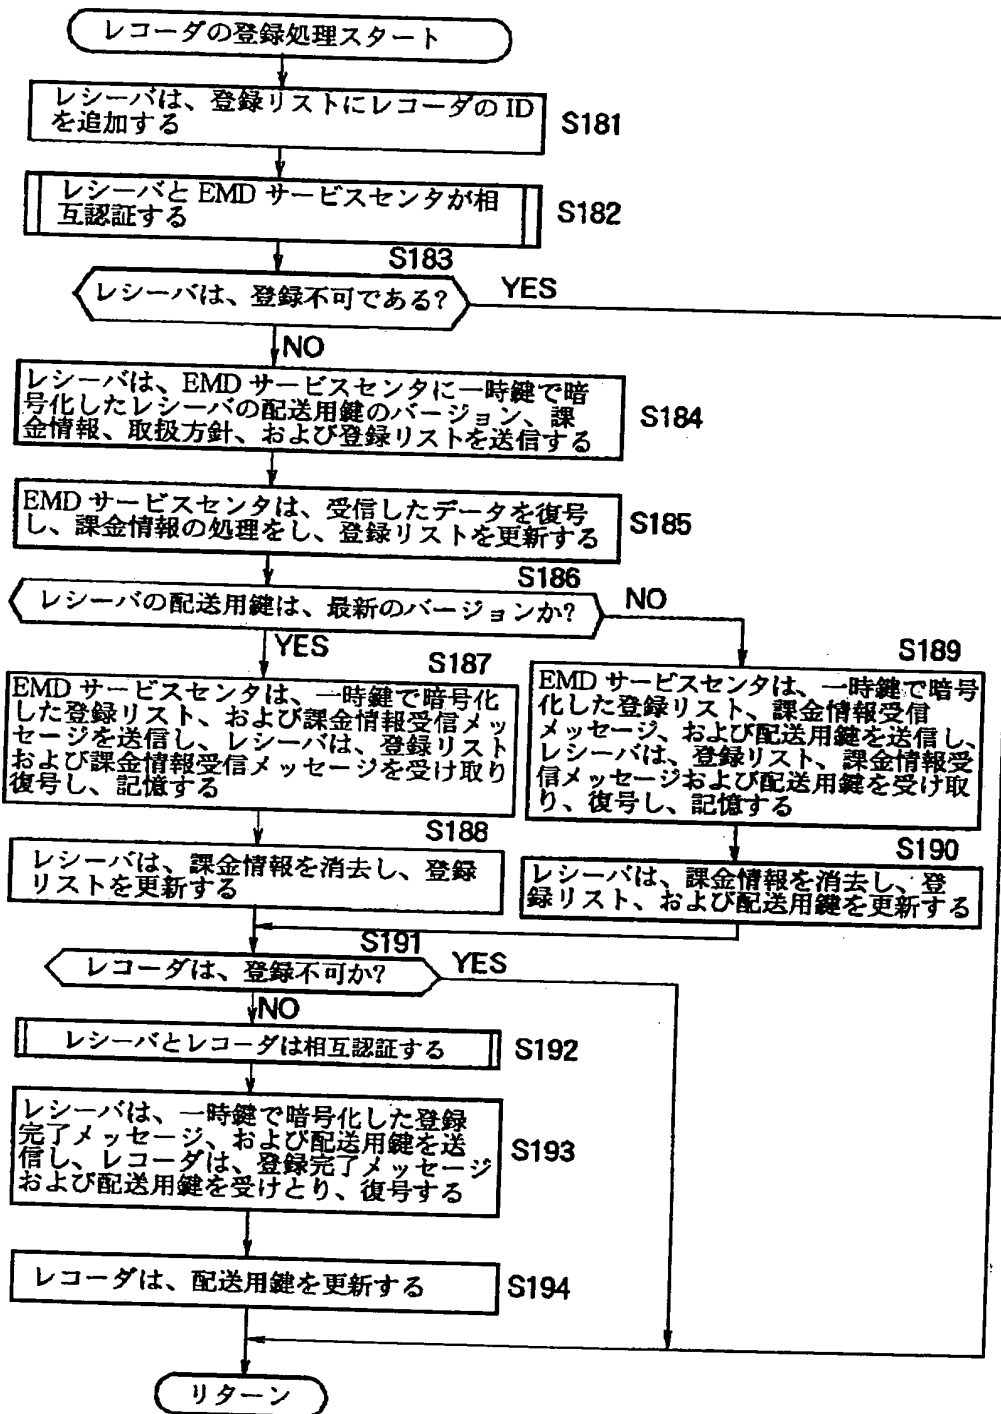 レコーダの登録処理スタート
レシーバは、登録リストにレコーダの ID
を追加する
S181
レシーバと EMD サービスセンタが相
互認証する
S182
S183
レシーバは、登録不可である?
YES
NO
レシーバは、EMD サービスセンタに一時鍵で暗
号化したレシーバの配送用鍵のバージョン、課
金情報、取扱方針、および登録リストを送信する
S184
EMD サービスセンタは、受信したデータを復号
し、課金情報の処理をし、登録リストを更新する
S185
S186
レシーバの配送用鍵は、最新のバージョンか?
NO
YES
S187
EMD サービスセンタは、一時鍵で暗号化
した登録リスト、および課金情報受信メッ
セージを送信し、レシーバは、登録リスト
および課金情報受信メッセージを受け取り
復号し、記憶する
S189
EMD サービスセンタは、一時鍵で暗号
化した登録リスト、課金情報受信
メッセージ、および配送用鍵を送信し、
レシーバは、登録リスト、課金情報受
信メッセージおよび配送用鍵を受け取
り、復号し、記憶する
S188
レシーバは、課金情報を消去し、登録
リストを更新する
S190
レシーバは、課金情報を消去し、登
録リスト、および配送用鍵を更新する
S191
レコーダは、登録不可か?
YES
NO
レシーバとレコーダは相互認証する
S192
レシーバは、一時鍵で暗号化した登録
完了メッセージ、および配送用鍵を送
信し、レコーダは、登録完了メッセージ
および配送用鍵を受けとり、復号する
S193
レコーダは、配送用鍵を更新する
S194
リターン